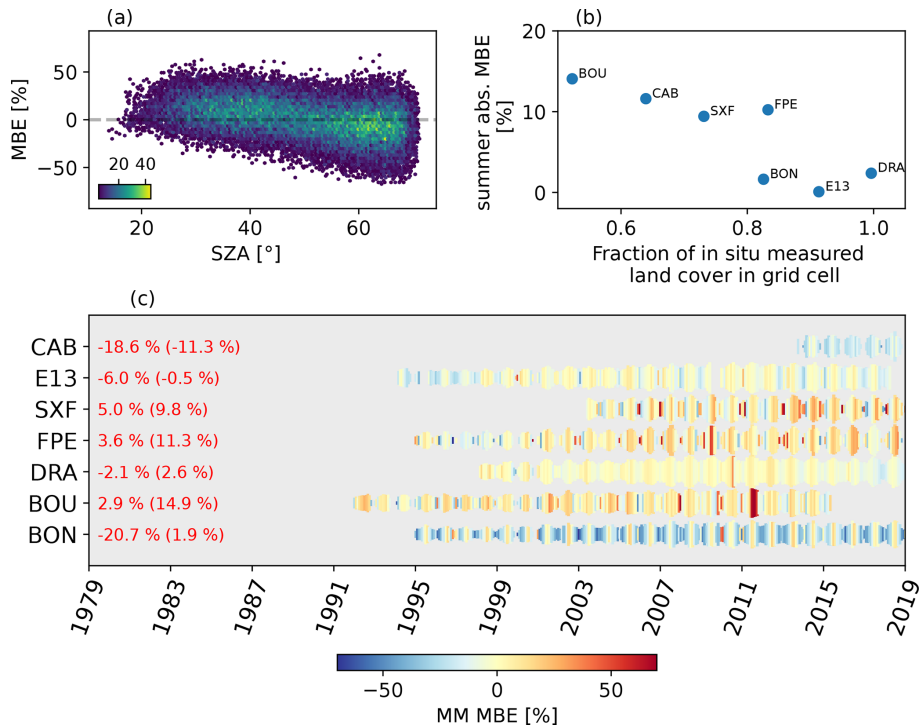 (a)
MBE [%]
50
0
−50
20 40
20
40
60
SZA [°]
(b)
summer abs. MBE
[%]
20
10
0
BOU
CAB
SXF
FPE
BON
E13
DRA
0.6
0.8
1.0
Fraction of in situ measured
land cover in grid cell
(c)
CAB -18.6 % (-11.3 %)
E13 -6.0 % (-0.5 %)
SXF 5.0 % (9.8 %)
FPE 3.6 % (11.3 %)
DRA -2.1 % (2.6 %)
BOU 2.9 % (14.9 %)
BON -20.7 % (1.9 %)
1979
1983
1987
1991
1995
1999
2003
2007
2011
2015
2019
−50
0
50
MM MBE [%]